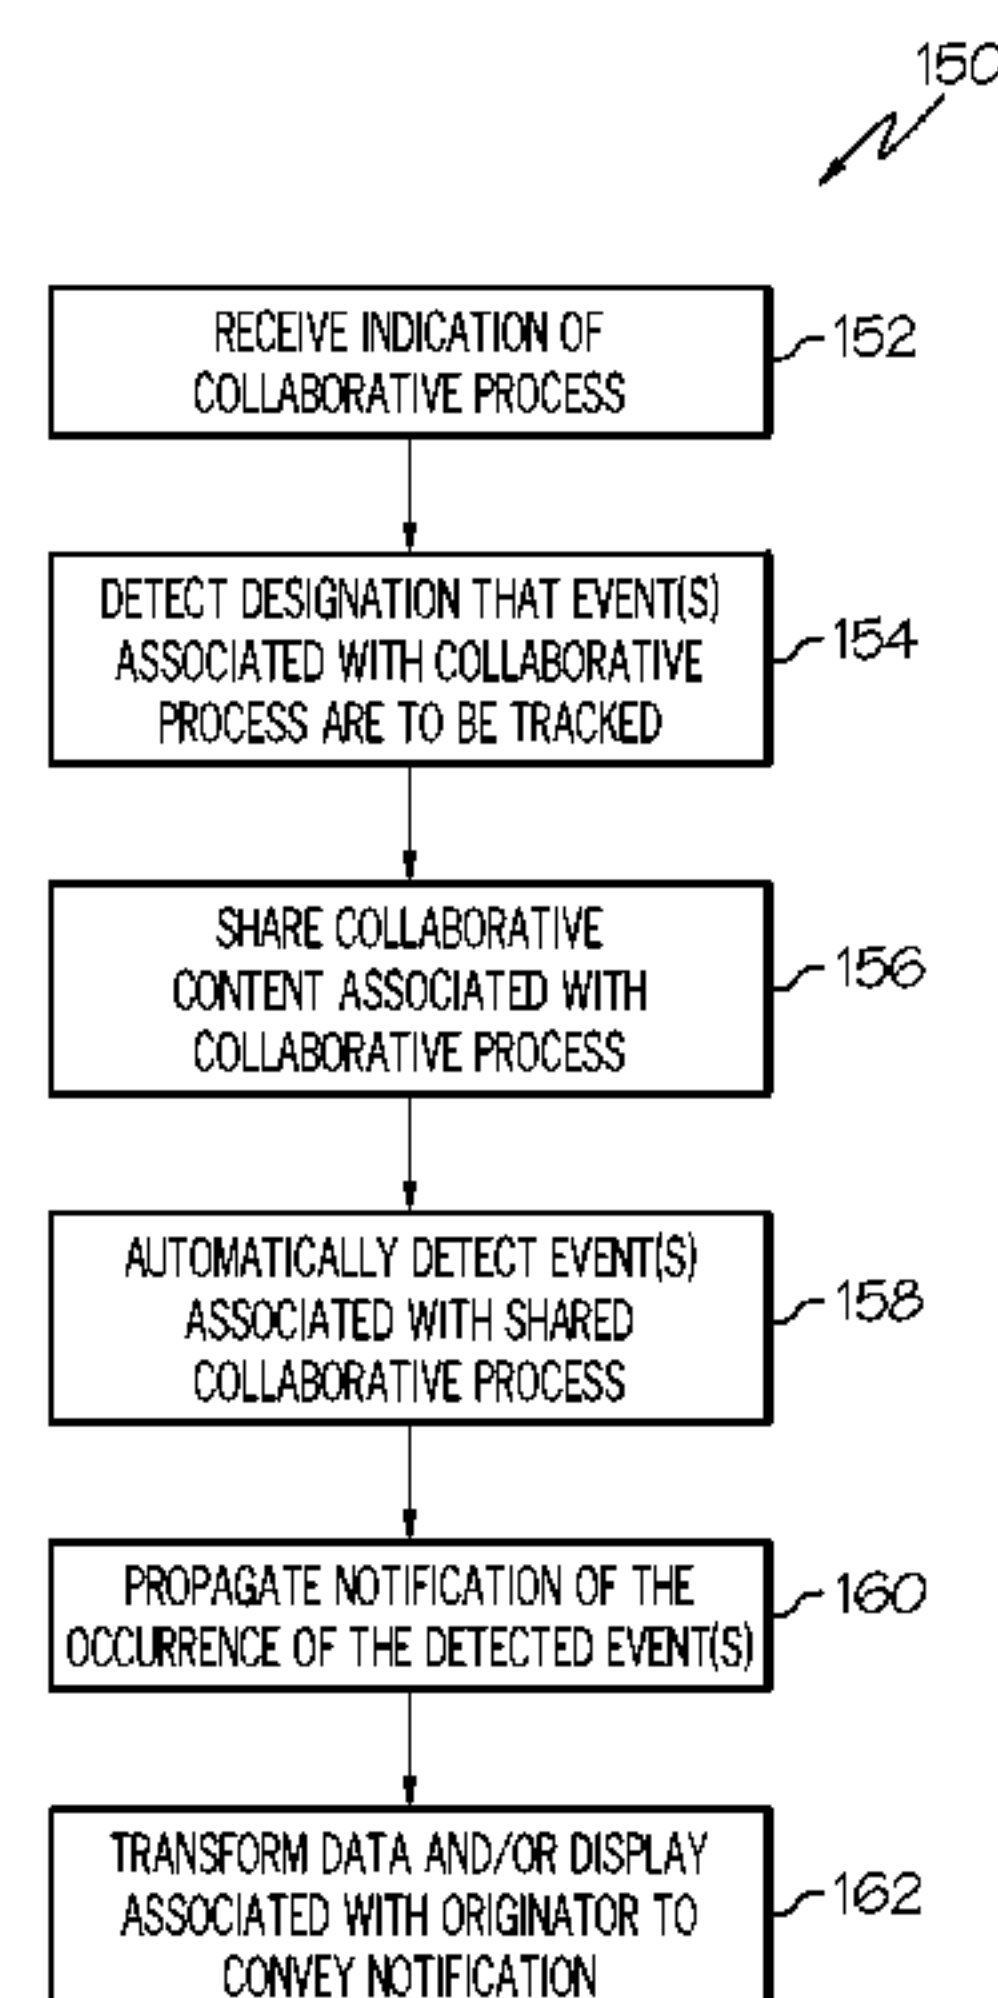 150
RECEIVE INDICATION OF
COLLABORATIVE PROCESS
152
DETECT DESIGNATION THAT EVENT(S)
ASSOCIATED WITH COLLABORATIVE
PROCESS ARE TO BE TRACKED
154
SHARE COLLABORATIVE
CONTENT ASSOCIATED WITH
COLLABORATIVE PROCESS
156
AUTOMATICALLY DETECT EVENT(S)
ASSOCIATED WITH SHARED
COLLABORATIVE PROCESS
158
PROPAGATE NOTIFICATION OF THE
OCCURRENCE OF THE DETECTED EVENT(S)
160
TRANSFORM DATA AND/OR DISPLAY
ASSOCIATED WITH ORIGINATOR TO
CONVEY NOTIFICATION
162